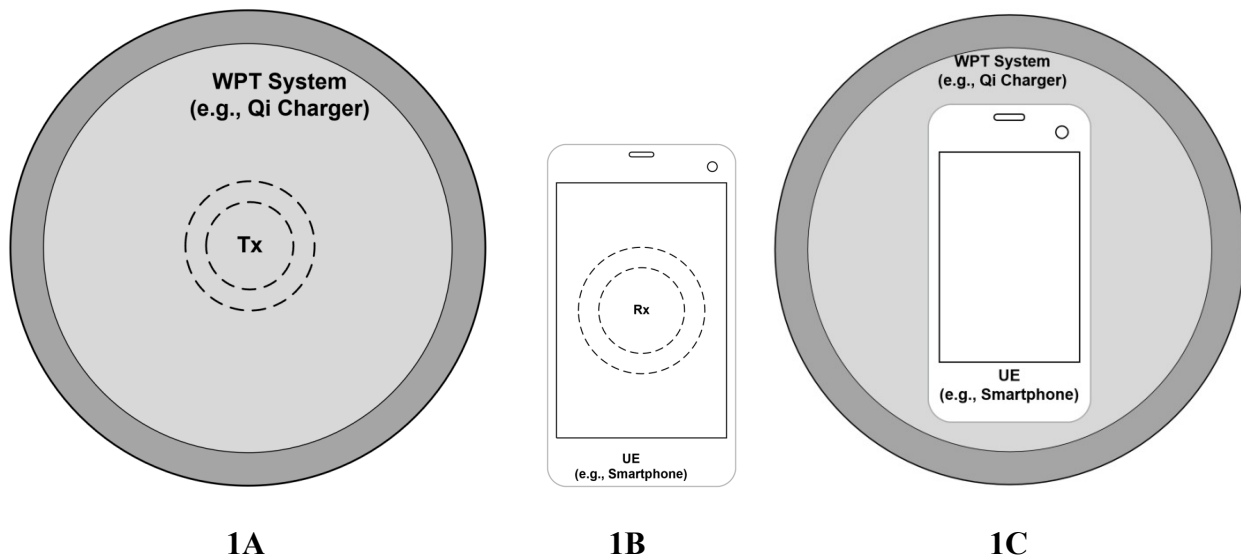 WPT System
(e.g., Qi Charger)
Tx
Rx
UE
(e.g., Smartphone)
WPT System
(e.g., Qi Charger)
UE
(e.g., Smartphone)
1A
1B
1C